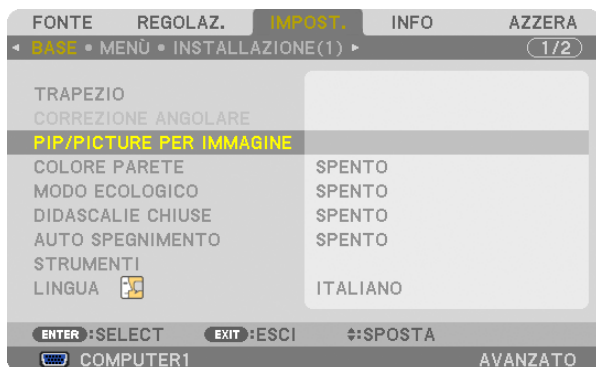 FONTE REGOLAZ. IMPOST. INFO AZZERA
BASE • MENÙ • INSTALLAZIONE(1) 1/2
TRAPEZIO
CORREZIONE ANGOLARE
PIP/PICTURE PER IMMAGINE
COLORE PARETE SPENTO
MODO ECOLOGICO SPENTO
DIDASCALIE CHIUSE SPENTO
AUTO SPEGNIMENTO SPENTO
STRUMENTI
LINGUA ITALIANO
ENTER :SELECT EXIT :ESCI :SPOSTA
COMPUTER1 AVANZATO